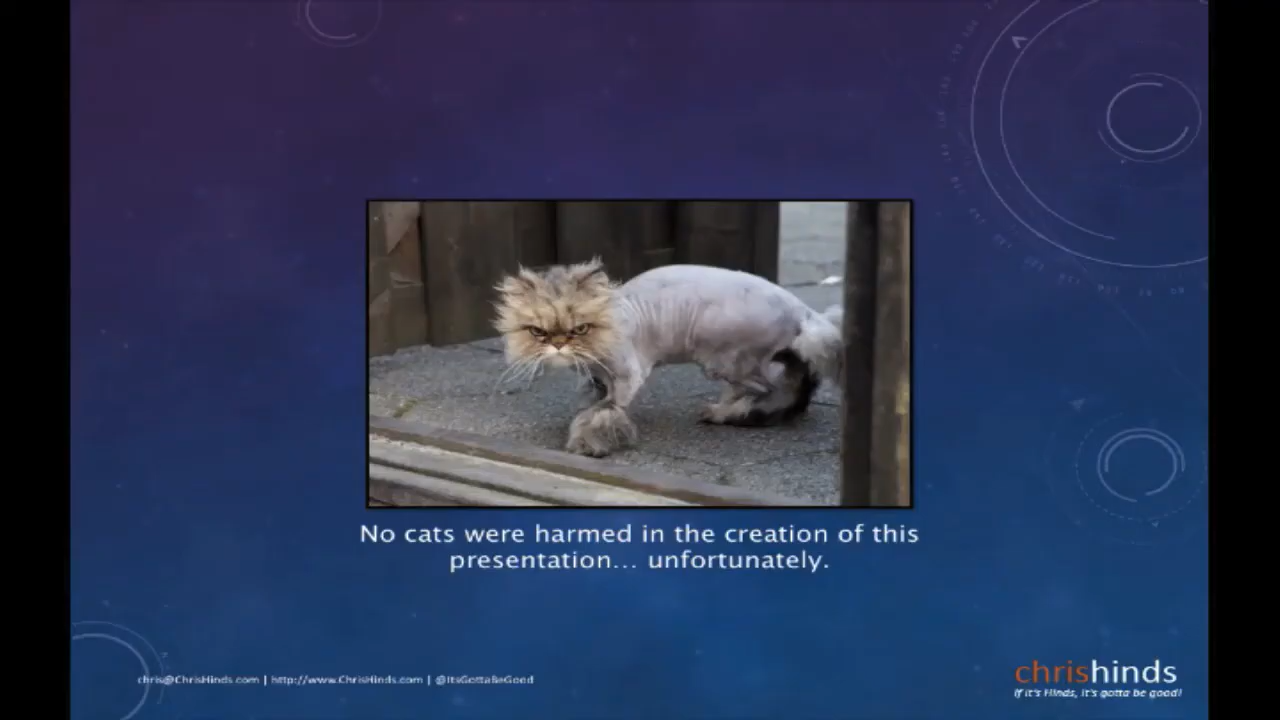 No cats were harmed in the creation of this
presentation... unfortunately.
chris@ChrisHinds.com | http://www.ChrisHinds.com | @ItsGottaBeGood
chrishinds
If it's Hinds, it's gotta be good!